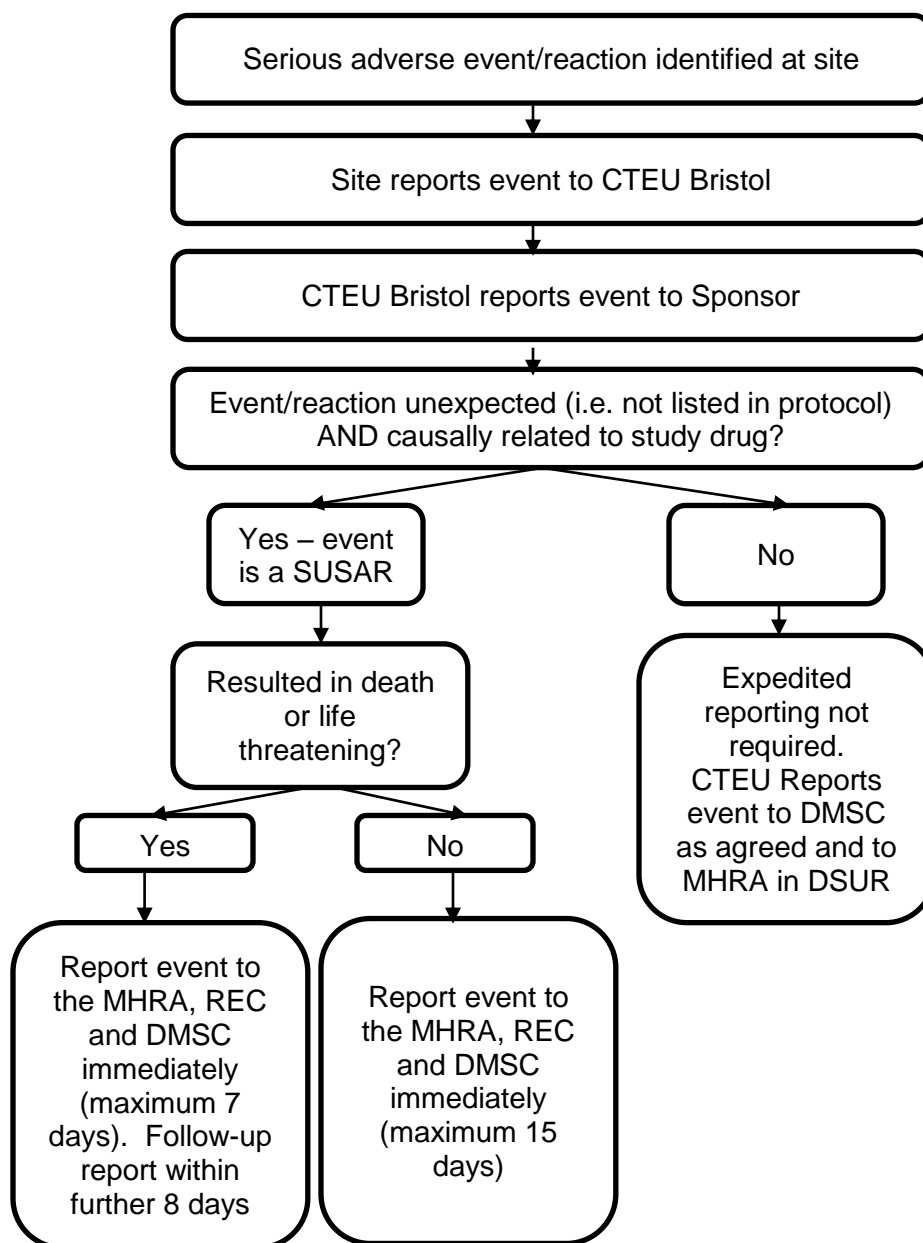 Serious adverse event/reaction identified at site
Site reports event to CTEU Bristol
CTEU Bristol reports event to Sponsor
Event/reaction unexpected (i.e. not listed in protocol)
AND causally related to study drug?
Yes – event
is a SUSAR
No
Resulted in death
or life
threatening?
Expedited
reporting not
required.
CTEU Reports
event to DMSC
as agreed and to
MHRA in DSUR
Yes
No
Report event to
the MHRA, REC
and DMSC
immediately
(maximum 7
days).  Follow-up
report within
further 8 days
Report event to
the MHRA, REC
and DMSC
immediately
(maximum 15
days)